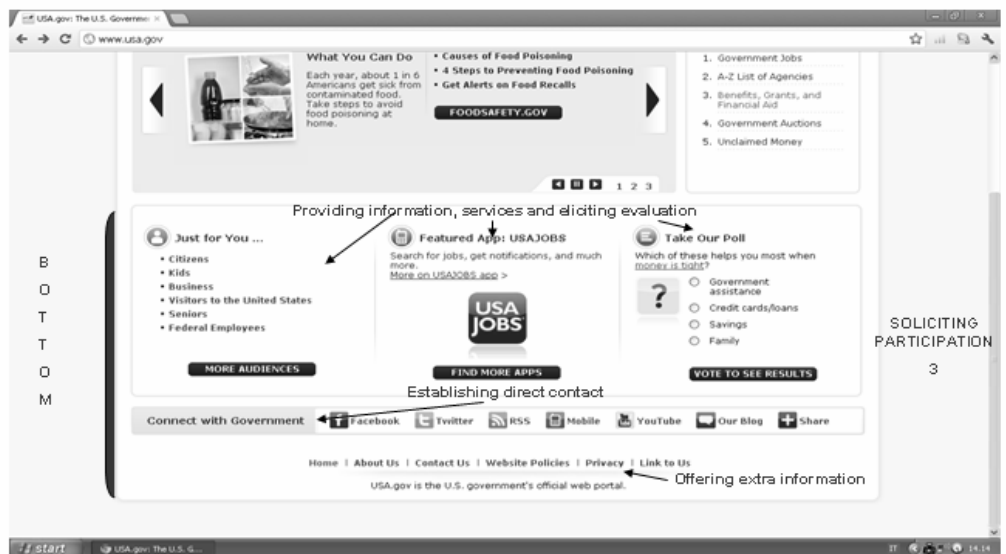 USA.gov: The U.S. Governmen
www.usa.gov
What You Can Do
Each year, about 1 in 6
Americans get sick from
contaminated food.
Take steps to avoid
food poisoning at
home.
• Causes of Food Poisoning
• 4 Steps to Preventing Food Poisoning
• Get Alerts on Food Recalls
FOODSAFETY.GOV
1. Government Jobs
2. A-Z List of Agencies
3. Benefits, Grants, and
Financial Aid
4. Government Auctions
5. Unclaimed Money
1 2 3
Providing information, services and eliciting evaluation
BOTTOM
Just for You ...
• Citizens
• Kids
• Business
• Visitors to the United States
• Seniors
• Federal Employees
MORE AUDIENCES
Featured App: USAJOBS
Search for jobs, get notifications, and much
more.
More on USAJOBS app >
USA
JOBS
FIND MORE APPS
Take Our Poll
Which of these helps you most when
money is tight?
?
Government
assistance
Credit cards/loans
Savings
Family
VOTE TO SEE RESULTS
SOLICITING
PARTICIPATION
3
Establishing direct contact
Connect with Government
Facebook Twitter RSS Mobile YouTube Our Blog Share
Home | About Us | Contact Us | Website Policies | Privacy | Link to Us
Offering extra information
USA.gov is the U.S. government's official web portal.
start
USA.gov: The U.S. G...
IT
14.14